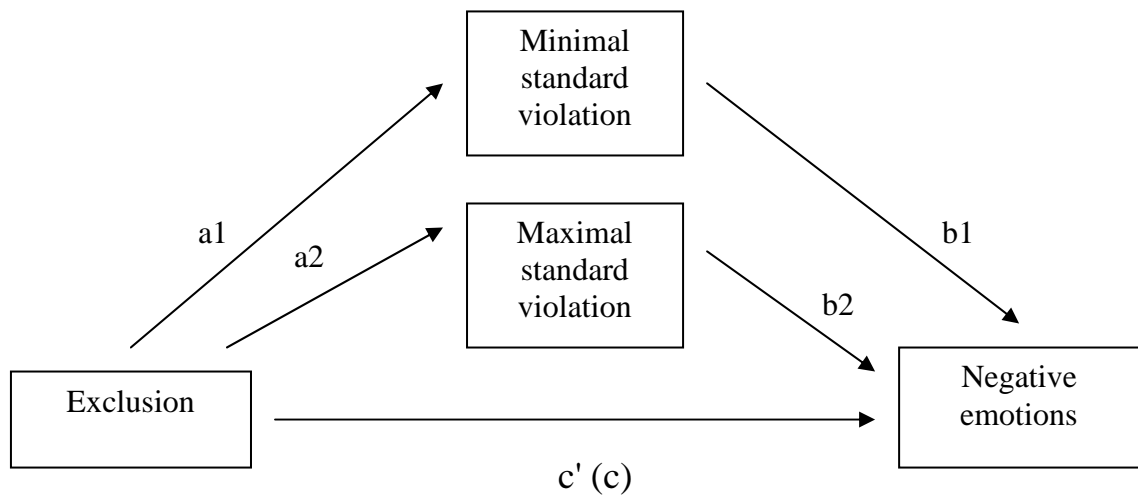 Minimal
standard
violation
a1
a2
Maximal
standard
violation
b1
b2
Exclusion
Negative
emotions
c' (c)